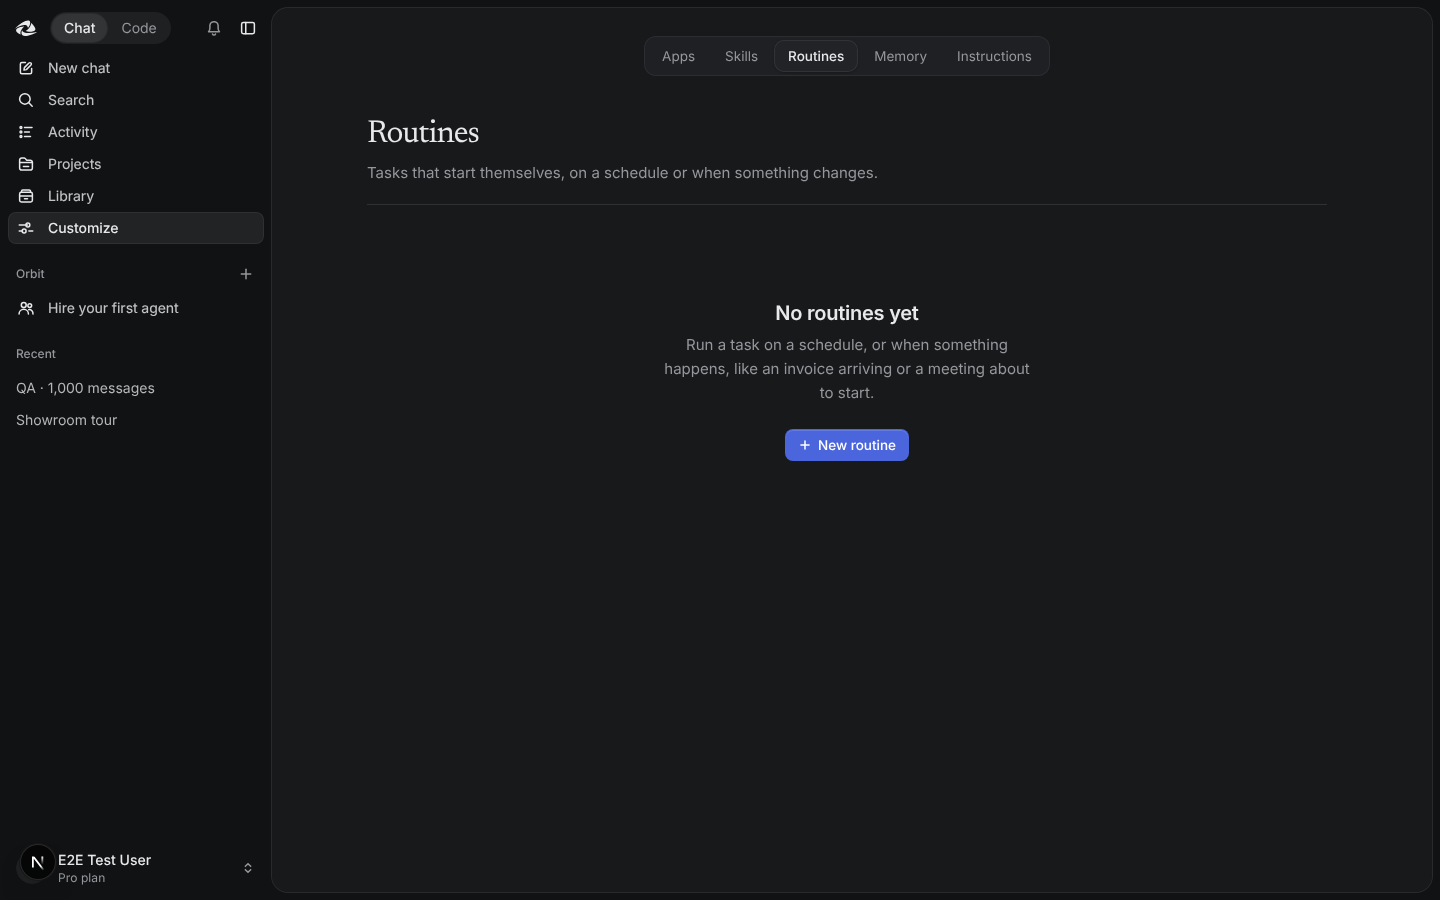 Chat
Code
New chat
Search
Activity
Projects
Library
Customize
Orbit
Hire your first agent
Recent
QA · 1,000 messages
Showroom tour
N
E2E Test User
Pro plan
Apps
Skills
Routines
Memory
Instructions
Routines
Tasks that start themselves, on a schedule or when something changes.
No routines yet
Run a task on a schedule, or when something
happens, like an invoice arriving or a meeting about
to start.
New routine